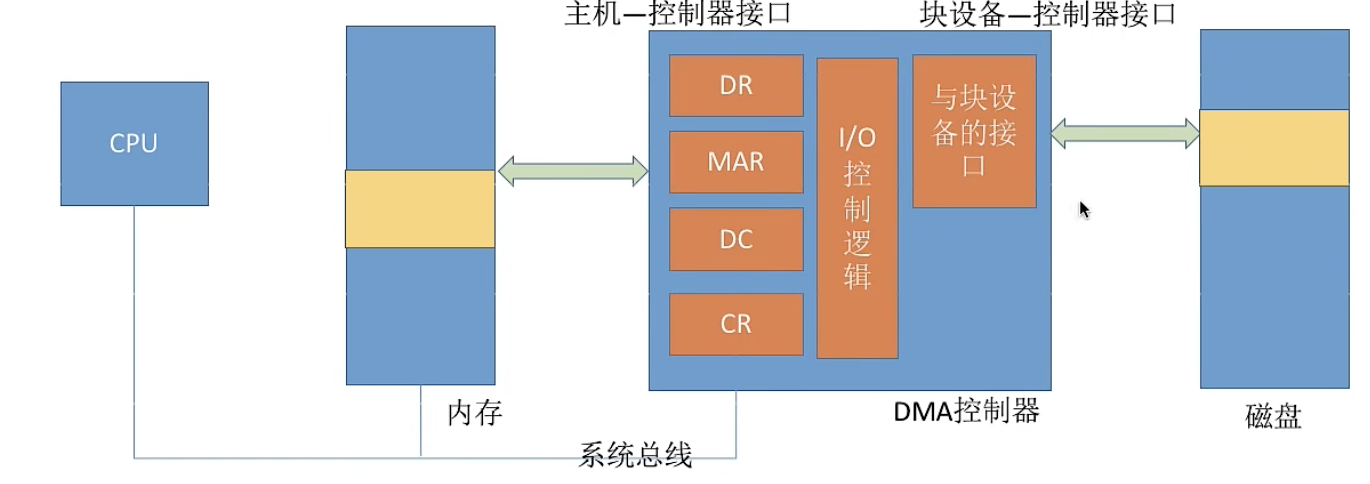 主机—控制器接口
块设备—控制器接口
CPU
DR
MAR
DC
CR
I/O
控
制
逻
辑
与块设
备的接
口
内存
DMA控制器
磁盘
系统总线